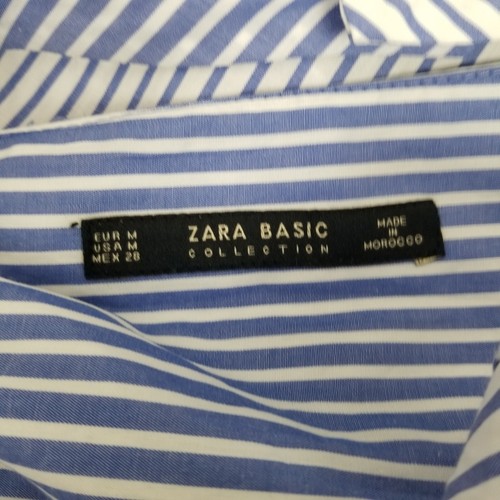 EUR M
USA M
MEX 28
ZARA BASIC
COLLECTION
MADE
IN
MOROCCO